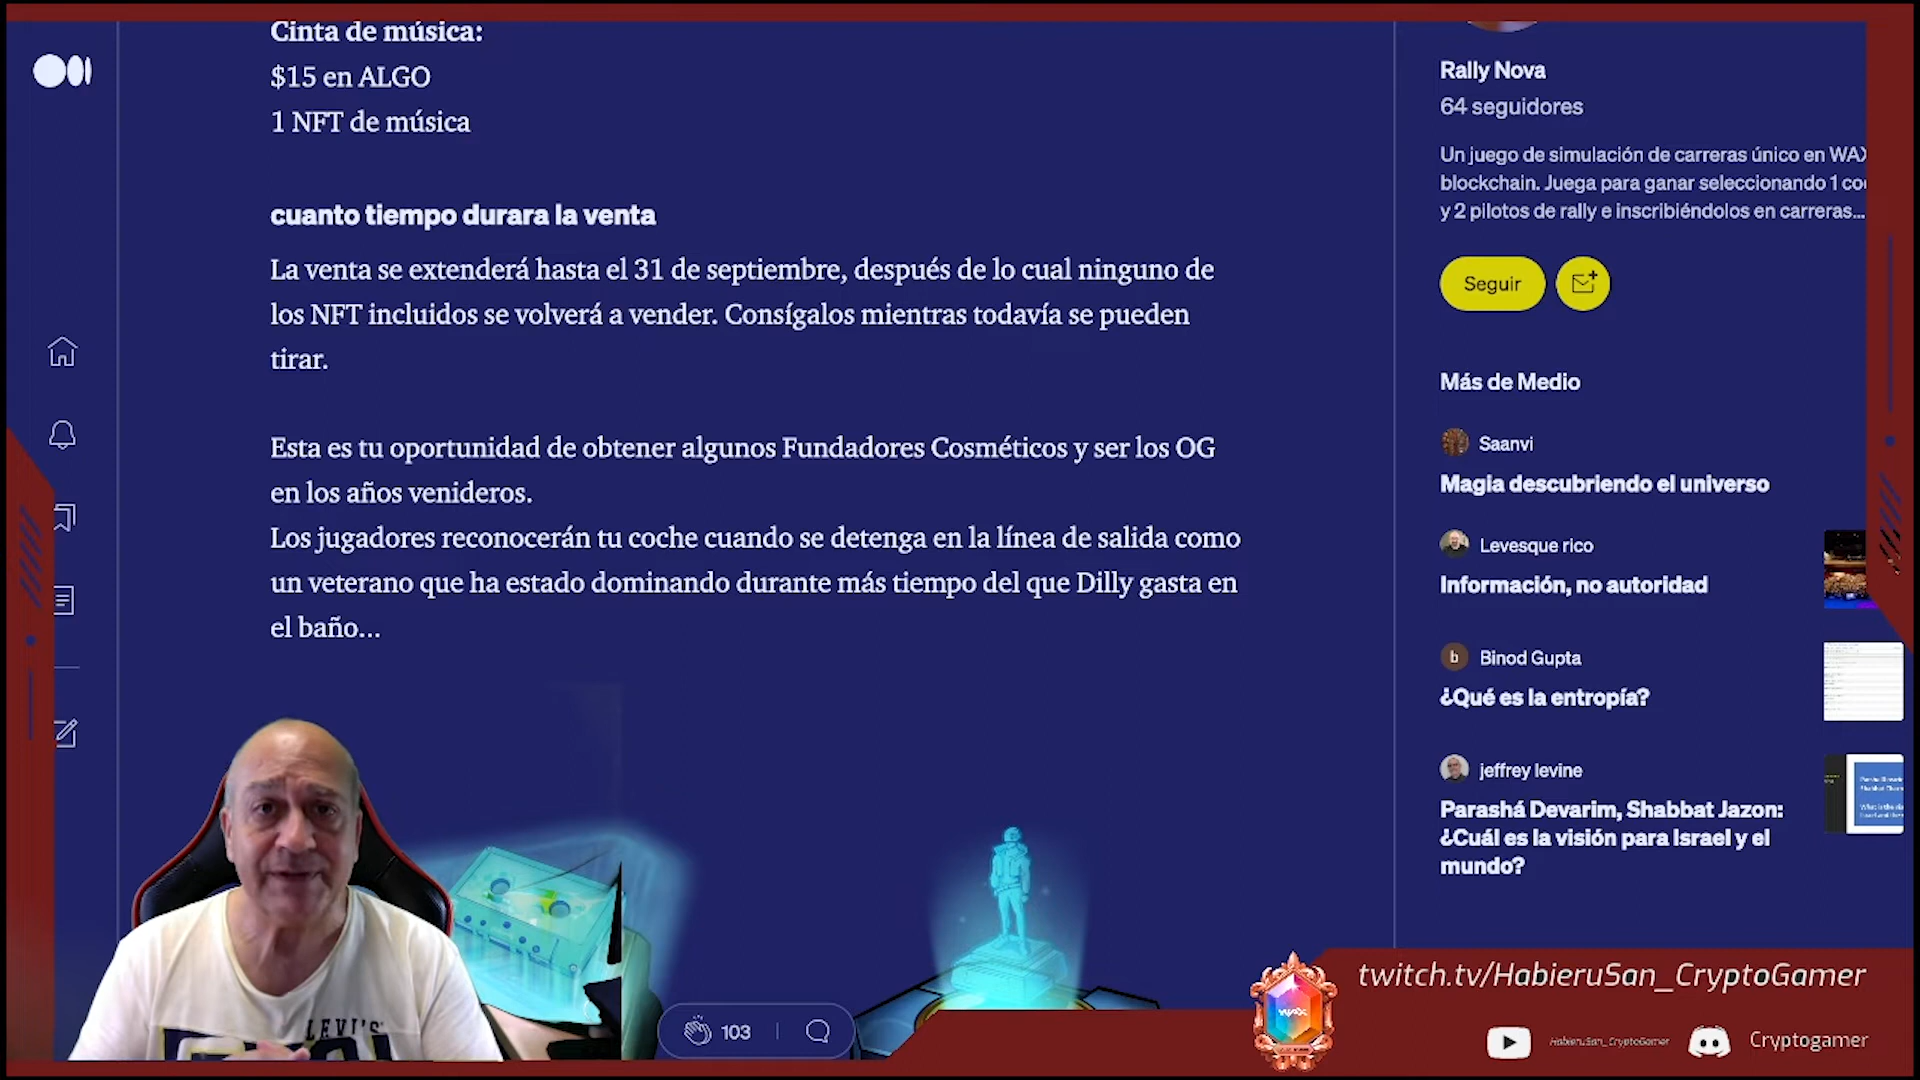 Cinta de música:
$15 en ALGO
1 NFT de música
cuanto tiempo durara la venta
La venta se extenderá hasta el 31 de septiembre, después de lo cual ninguno de
los NFT incluidos se volverá a vender. Consígalos mientras todavía se pueden
tirar.
Esta es tu oportunidad de obtener algunos Fundadores Cosméticos y ser los OG
en los años venideros.
Los jugadores reconocerán tu coche cuando se detenga en la línea de salida como
un veterano que ha estado dominando durante más tiempo del que Dilly gasta en
el baño...
103
Rally Nova
64 seguidores
Un juego de simulación de carreras único en WAX
blockchain. Juega para ganar seleccionando 1 co
y 2 pilotos de rally e inscribiéndolos en carreras...
Seguir
Más de Medio
Saanvi
Magia descubriendo el universo
Levesque rico
Información, no autoridad
b Binod Gupta
¿Qué es la entropía?
jeffrey levine
Parashá Devarim, Shabbat Jazon:
¿Cuál es la visión para Israel y el
mundo?
LEVI'S
WAX
twitch.tv/HabieruSan_CryptoGamer
HabieruSan_CryptoGamer
Cryptogamer